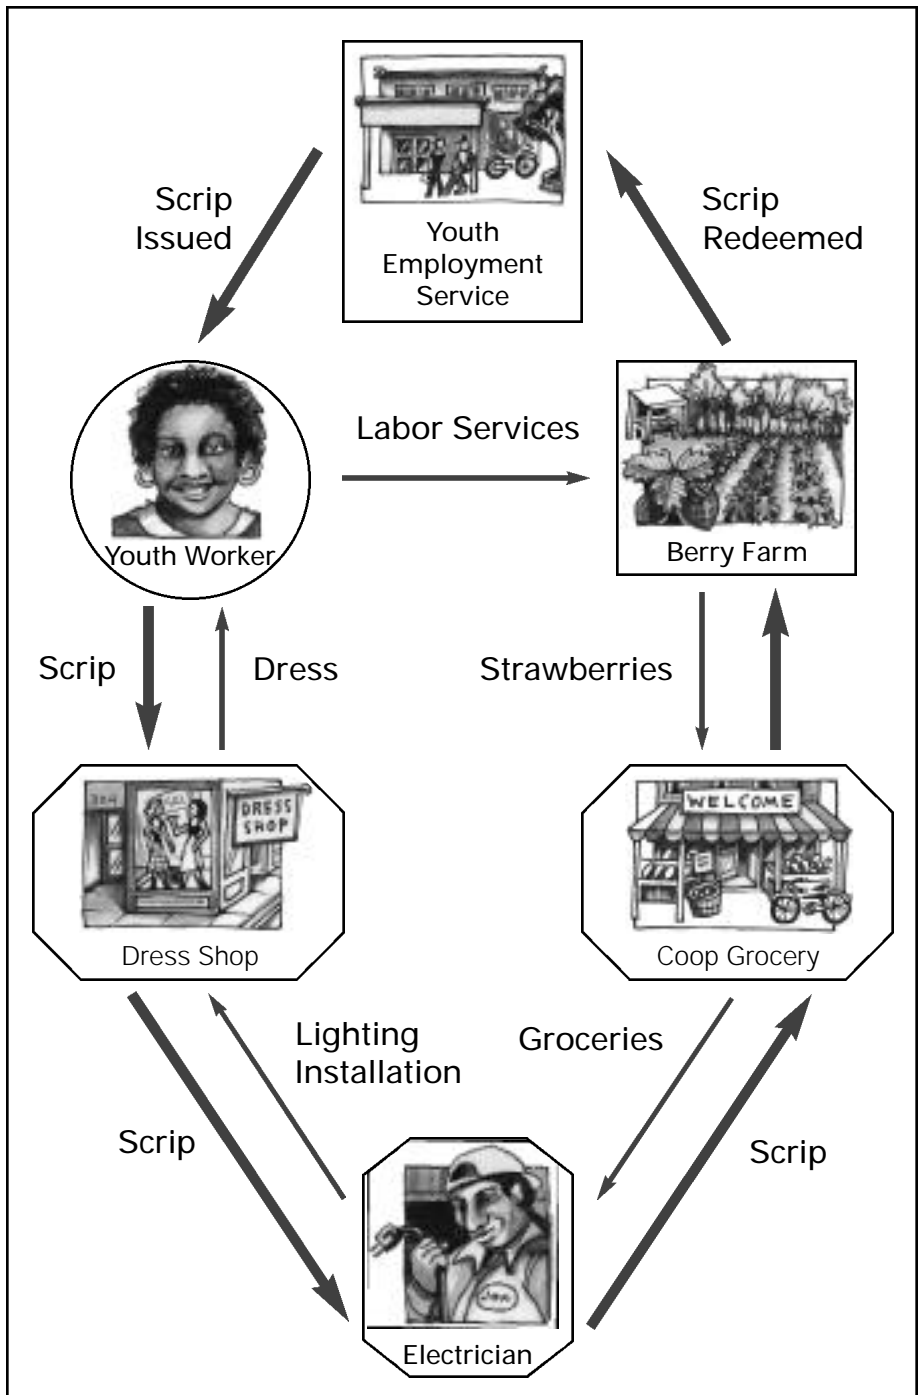 Youth
Employment
Service
Scrip
Issued
Scrip
Redeemed
Labor Services
Youth Worker
Berry Farm
Scrip
Dress
Strawberries
304
DRESS
SHOP
WELCOME
Dress Shop
Coop Grocery
Lighting
Installation
Groceries
Scrip
Scrip
Electrician